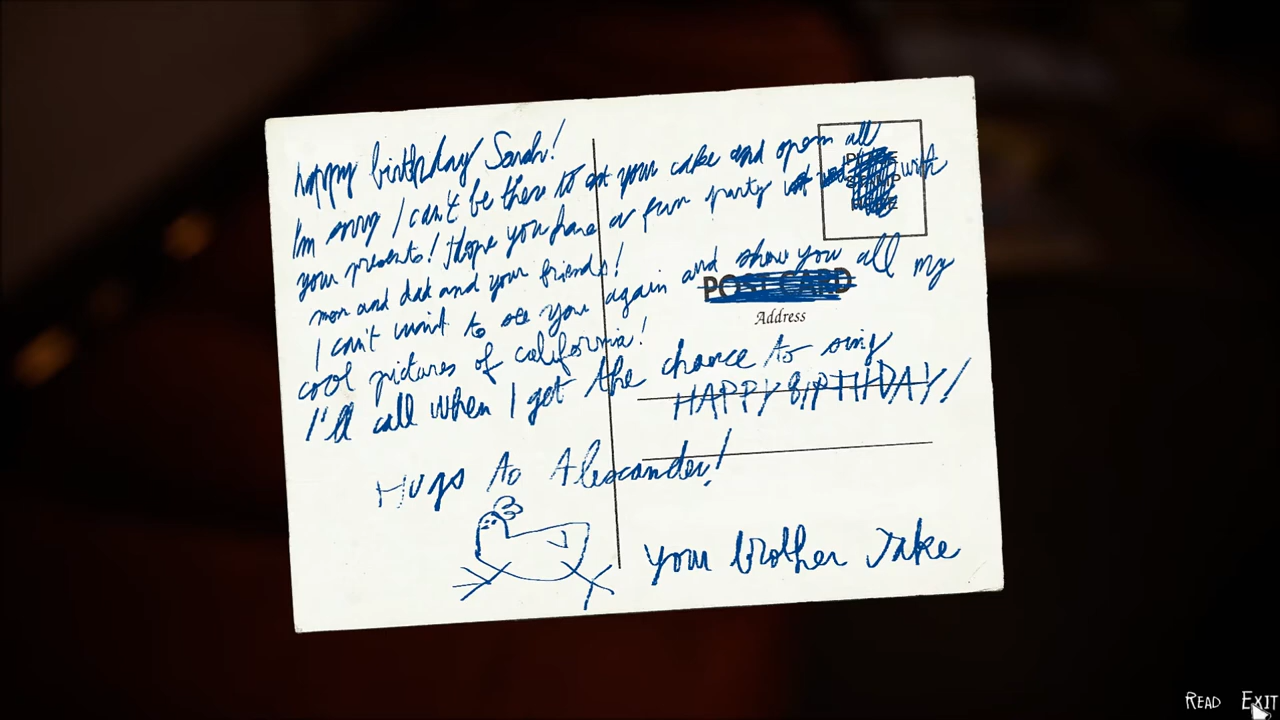 happy birthday Sarah!
I'm sorry I can't be there to eat your cake and open all
your presents! I hope you have a fun party with
mom and dad and your friends!
I can't wait to see you again and show you all my
cool pictures of california!
I'll call when I get the chance to sing
HAPPY BIRTHDAY!
Hugs to Alexander!
your brother Jake
POST CARD
Address
READ EXIT